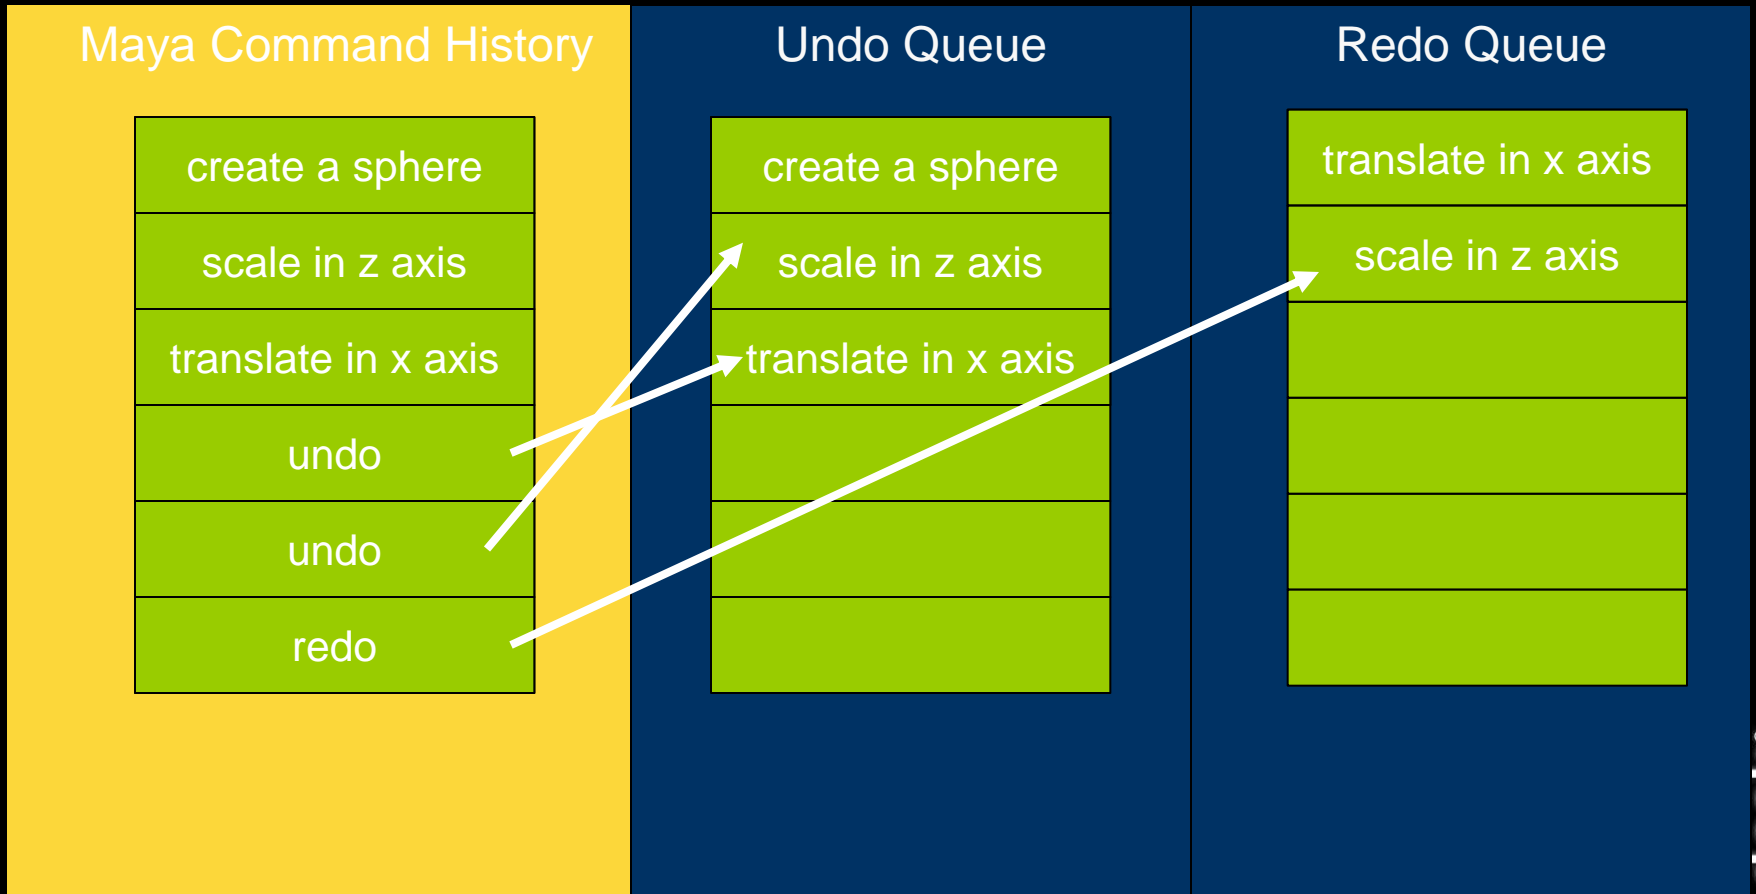 Maya Command History
create a sphere
scale in z axis
translate in x axis
undo
undo
redo
Undo Queue
create a sphere
scale in z axis
translate in x axis
Redo Queue
translate in x axis
scale in z axis